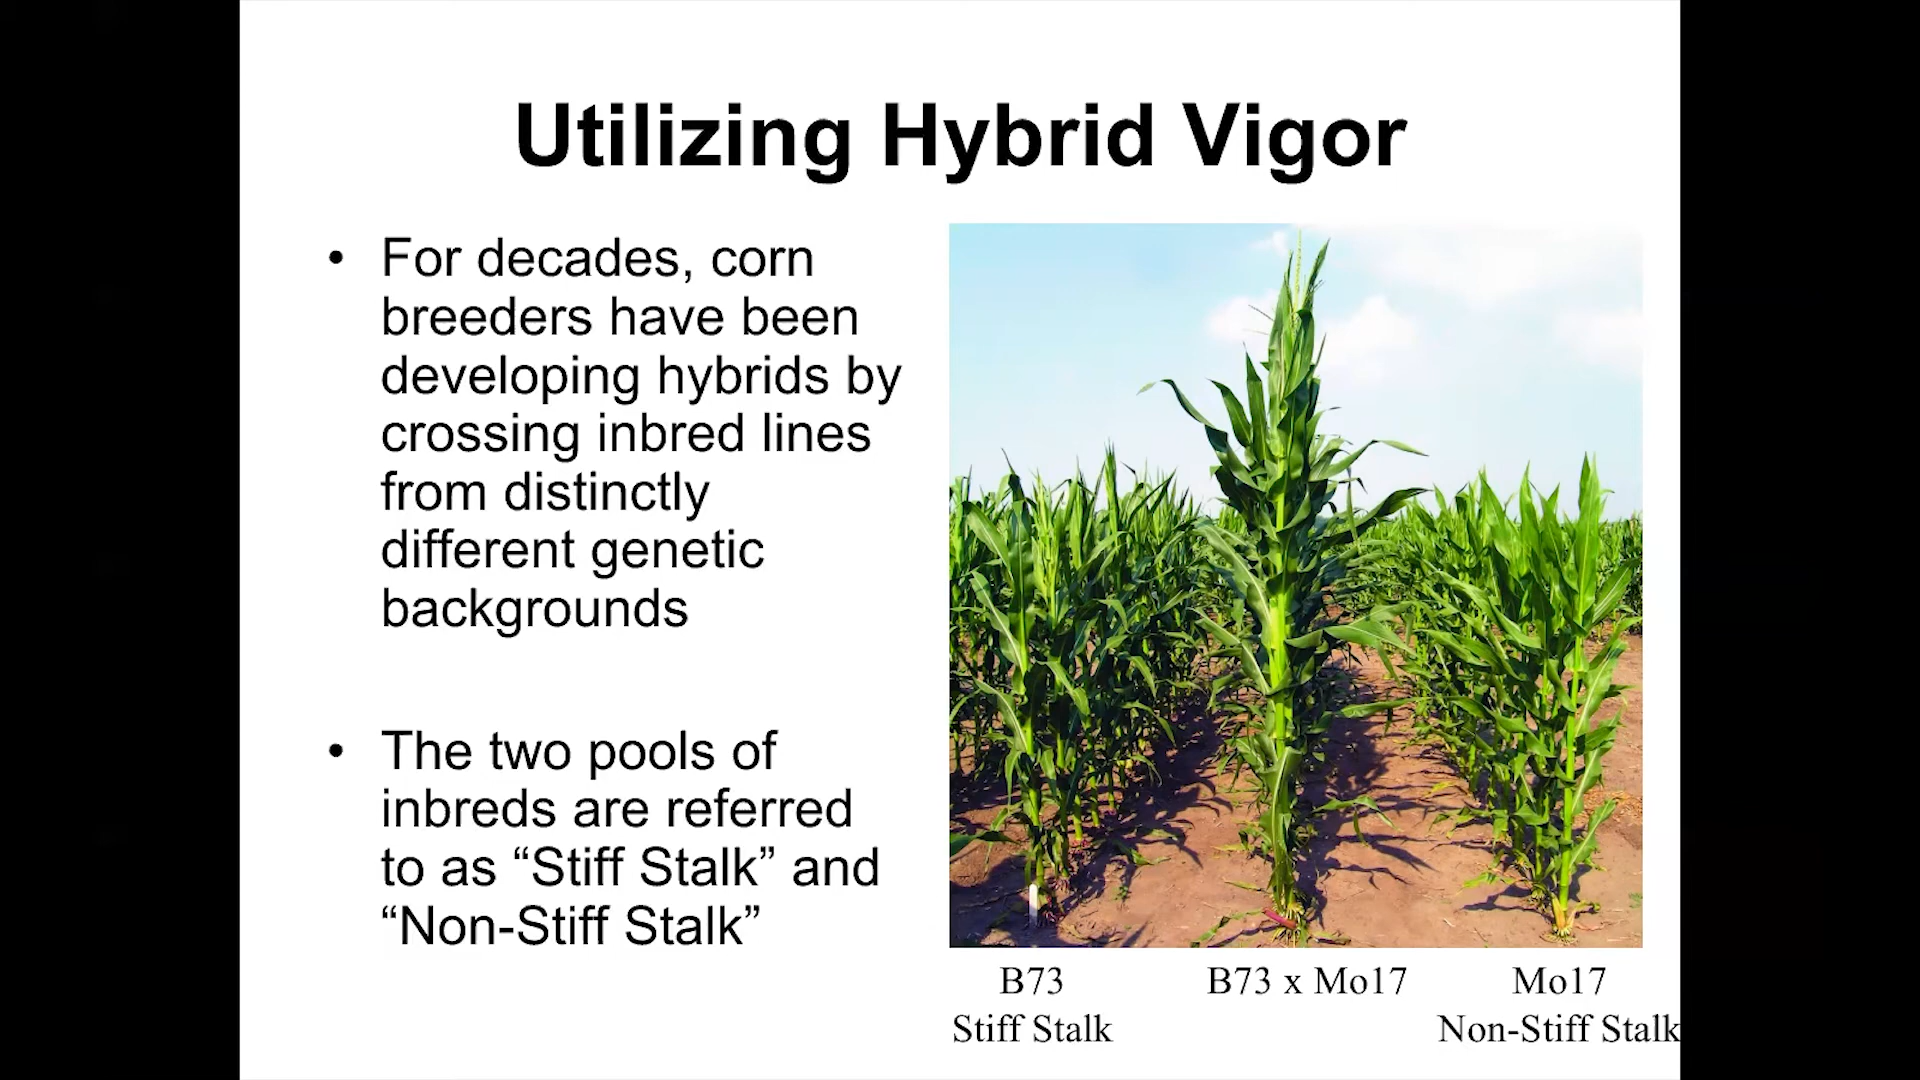 Utilizing Hybrid Vigor
• For decades, corn
breeders have been
developing hybrids by
crossing inbred lines
from distinctly
different genetic
backgrounds
• The two pools of
inbreds are referred
to as “Stiff Stalk” and
“Non-Stiff Stalk”
B73
Stiff Stalk
B73 x Mo17
Mo17
Non-Stiff Stalk